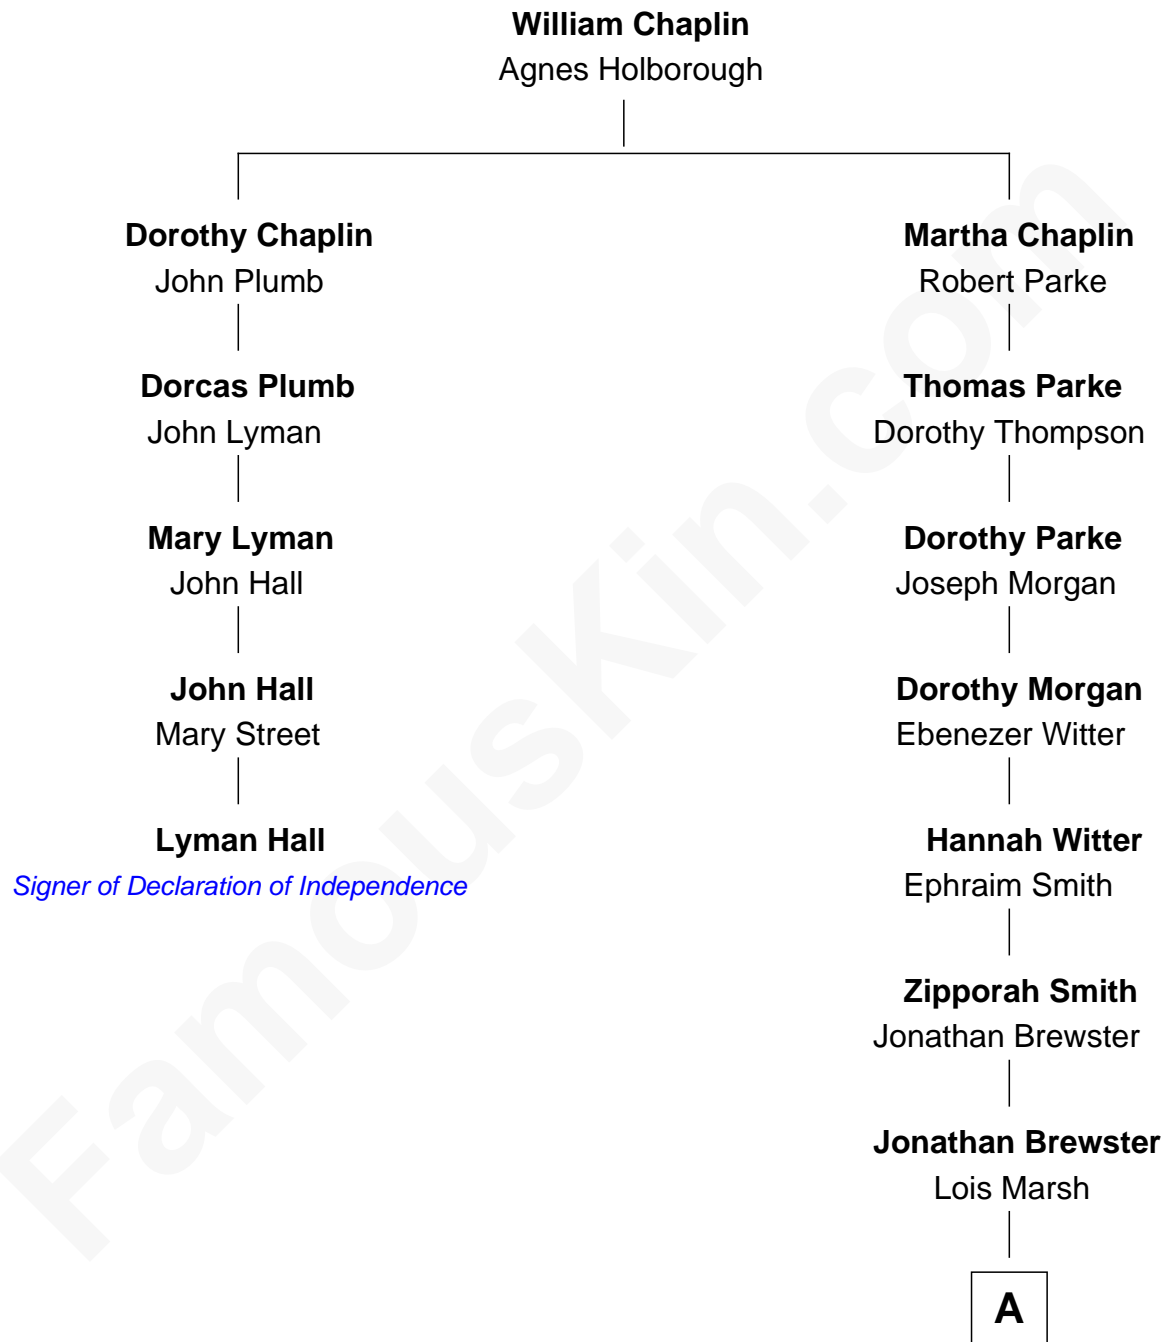 William Chaplin
Agnes Holborough
Dorothy Chaplin
John Plumb
Dorcas Plumb
John Lyman
Mary Lyman
John Hall
John Hall
Mary Street
Lyman Hall
Signer of Declaration of Independence
Martha Chaplin
Robert Parke
Thomas Parke
Dorothy Thompson
Dorothy Parke
Joseph Morgan
Dorothy Morgan
Ebenezer Witter
Hannah Witter
Ephraim Smith
Zipporah Smith
Jonathan Brewster
Jonathan Brewster
Lois Marsh
A
FamousKin.com